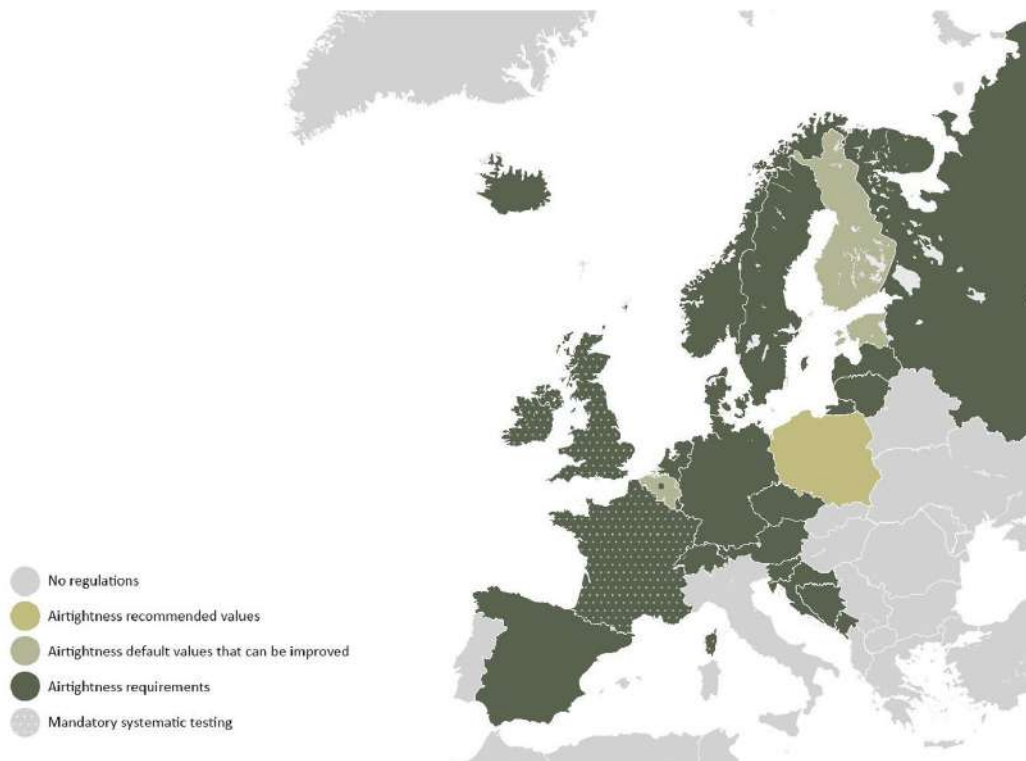 No regulations
Airtightness recommended values
Airtightness default values that can be improved
Airtightness requirements
Mandatory systematic testing